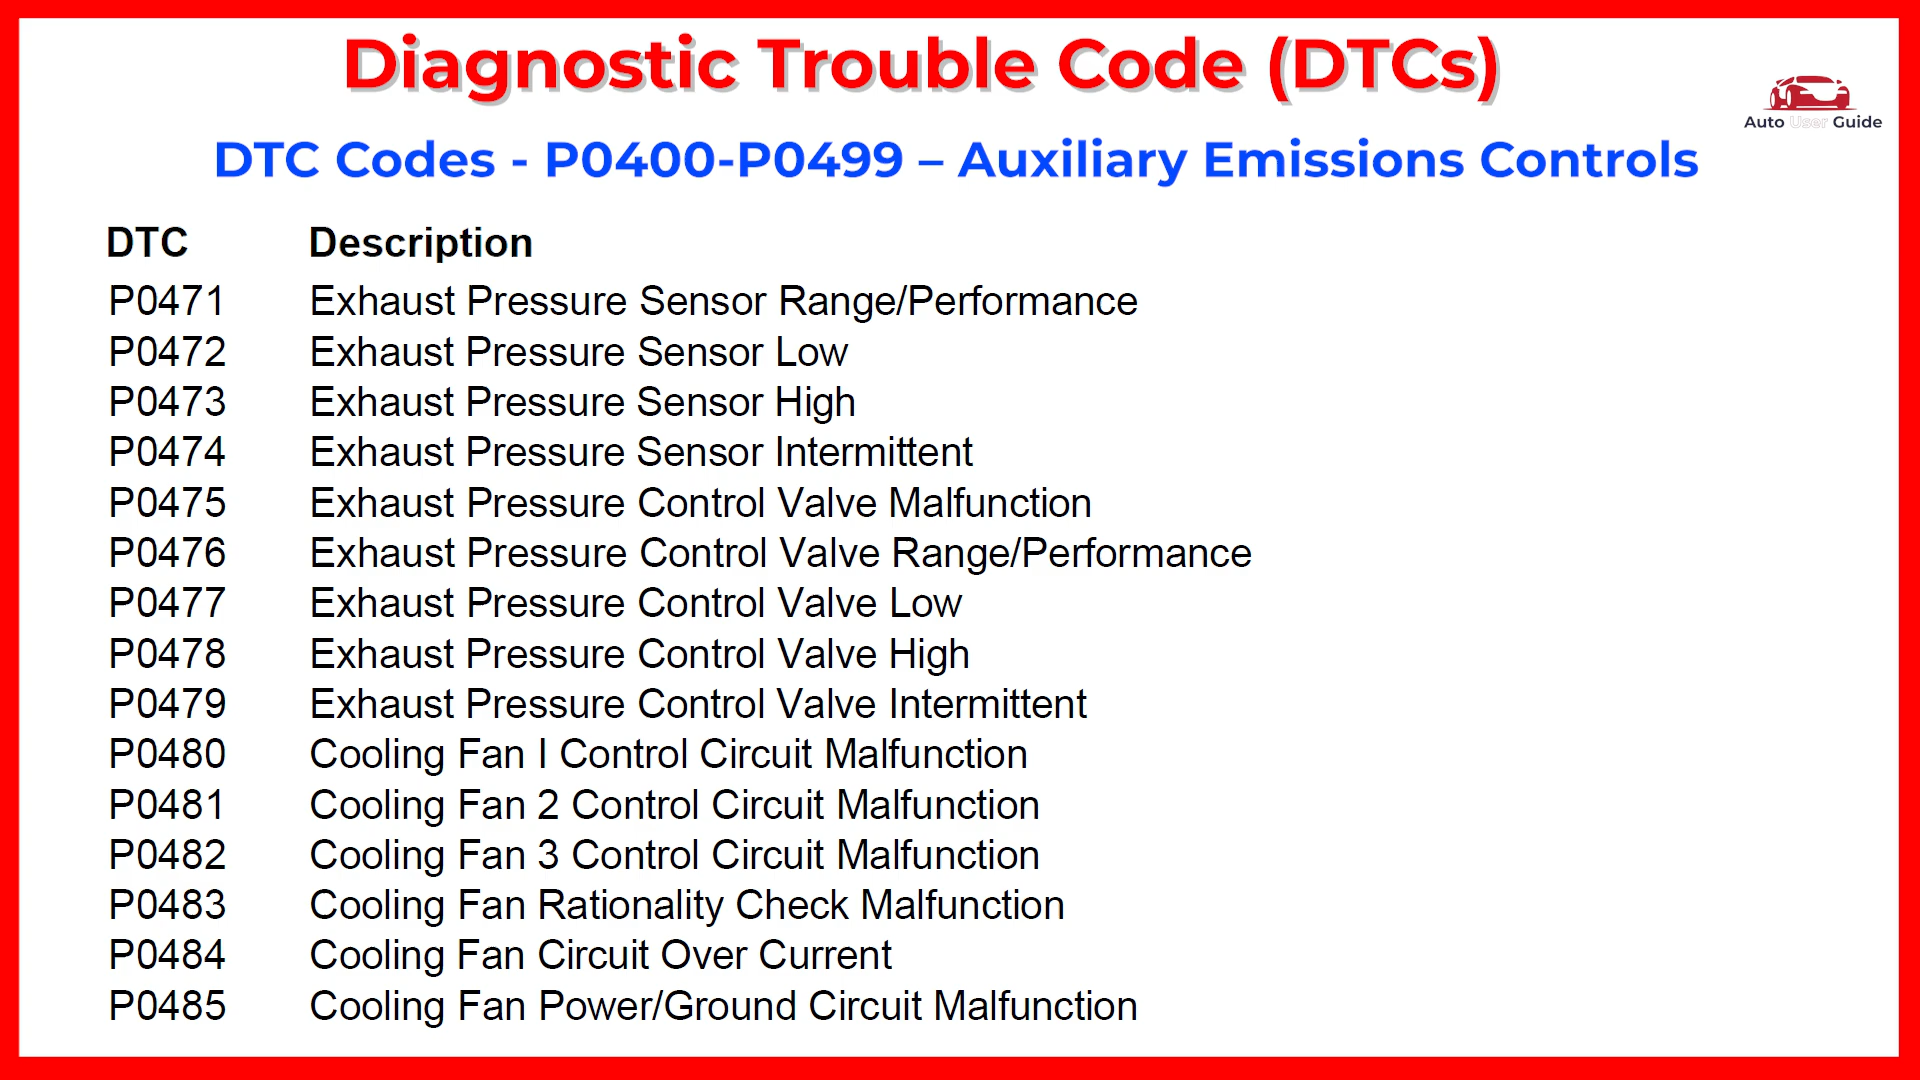 Diagnostic Trouble Code (DTCs)
Auto User Guide
DTC Codes - P0400-P0499 – Auxiliary Emissions Controls
DTC Description
P0471 Exhaust Pressure Sensor Range/Performance
P0472 Exhaust Pressure Sensor Low
P0473 Exhaust Pressure Sensor High
P0474 Exhaust Pressure Sensor Intermittent
P0475 Exhaust Pressure Control Valve Malfunction
P0476 Exhaust Pressure Control Valve Range/Performance
P0477 Exhaust Pressure Control Valve Low
P0478 Exhaust Pressure Control Valve High
P0479 Exhaust Pressure Control Valve Intermittent
P0480 Cooling Fan I Control Circuit Malfunction
P0481 Cooling Fan 2 Control Circuit Malfunction
P0482 Cooling Fan 3 Control Circuit Malfunction
P0483 Cooling Fan Rationality Check Malfunction
P0484 Cooling Fan Circuit Over Current
P0485 Cooling Fan Power/Ground Circuit Malfunction